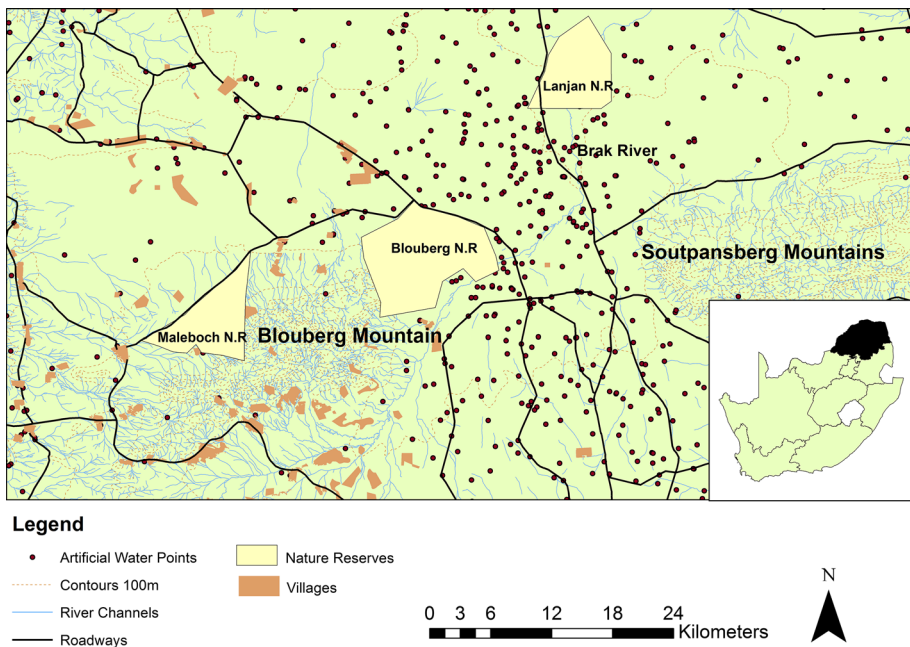 Lanjan N.R
Brak River
Blouberg N.R
Soutpansberg Mountains
Maleboch N.R
Blouberg Mountain
Legend
Artificial Water Points
Contours 100m
River Channels
Roadways
Nature Reserves
Villages
0 3 6 12 18 24
Kilometers
N